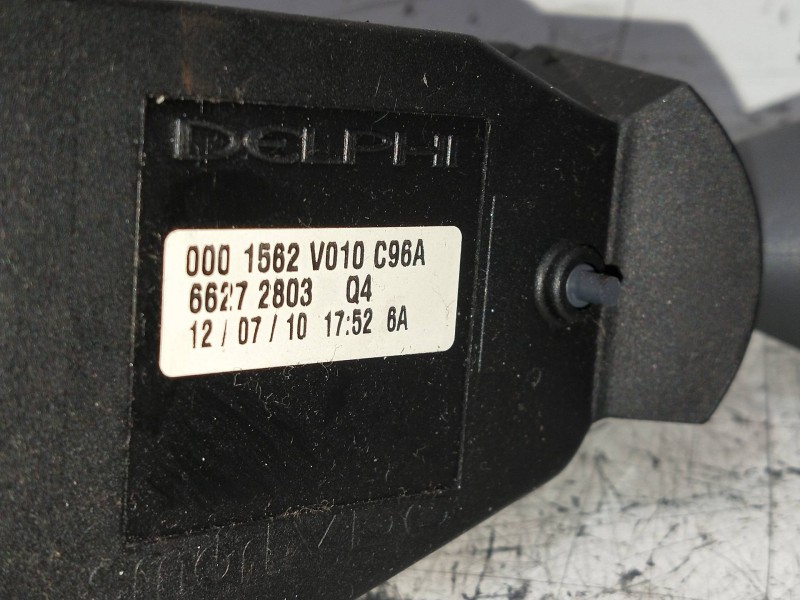 DELPHI
000 1562 V010 C96A
6627 2803 Q4
12/07/10 17:52 6A